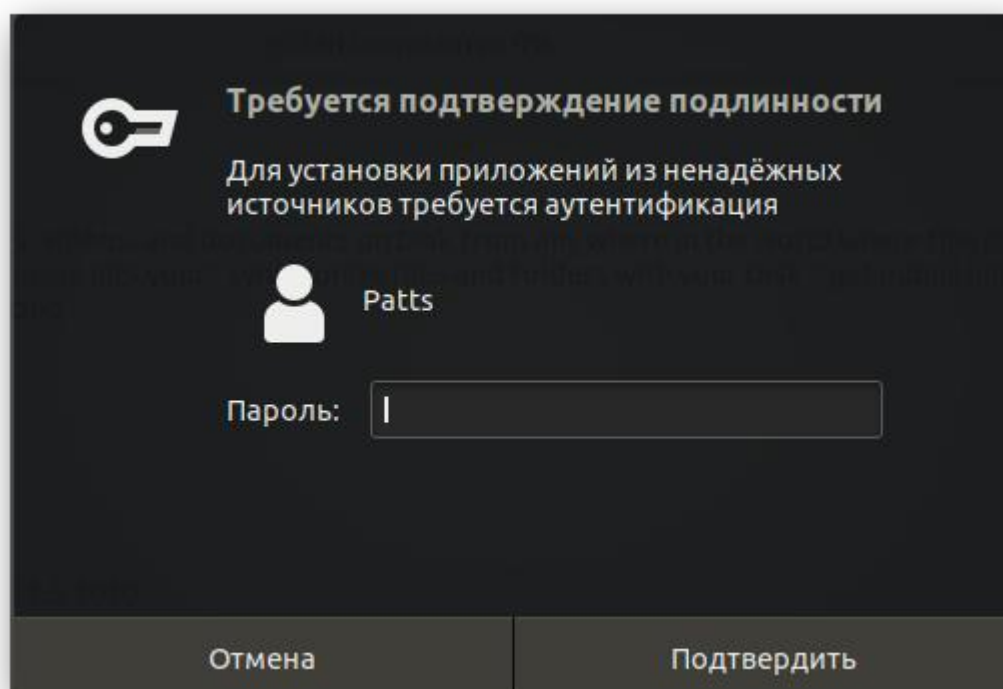 Требуется подтверждение подлинности
Для установки приложений из ненадёжных
источников требуется аутентификация
Patts
Пароль:
Отмена
Подтвердить